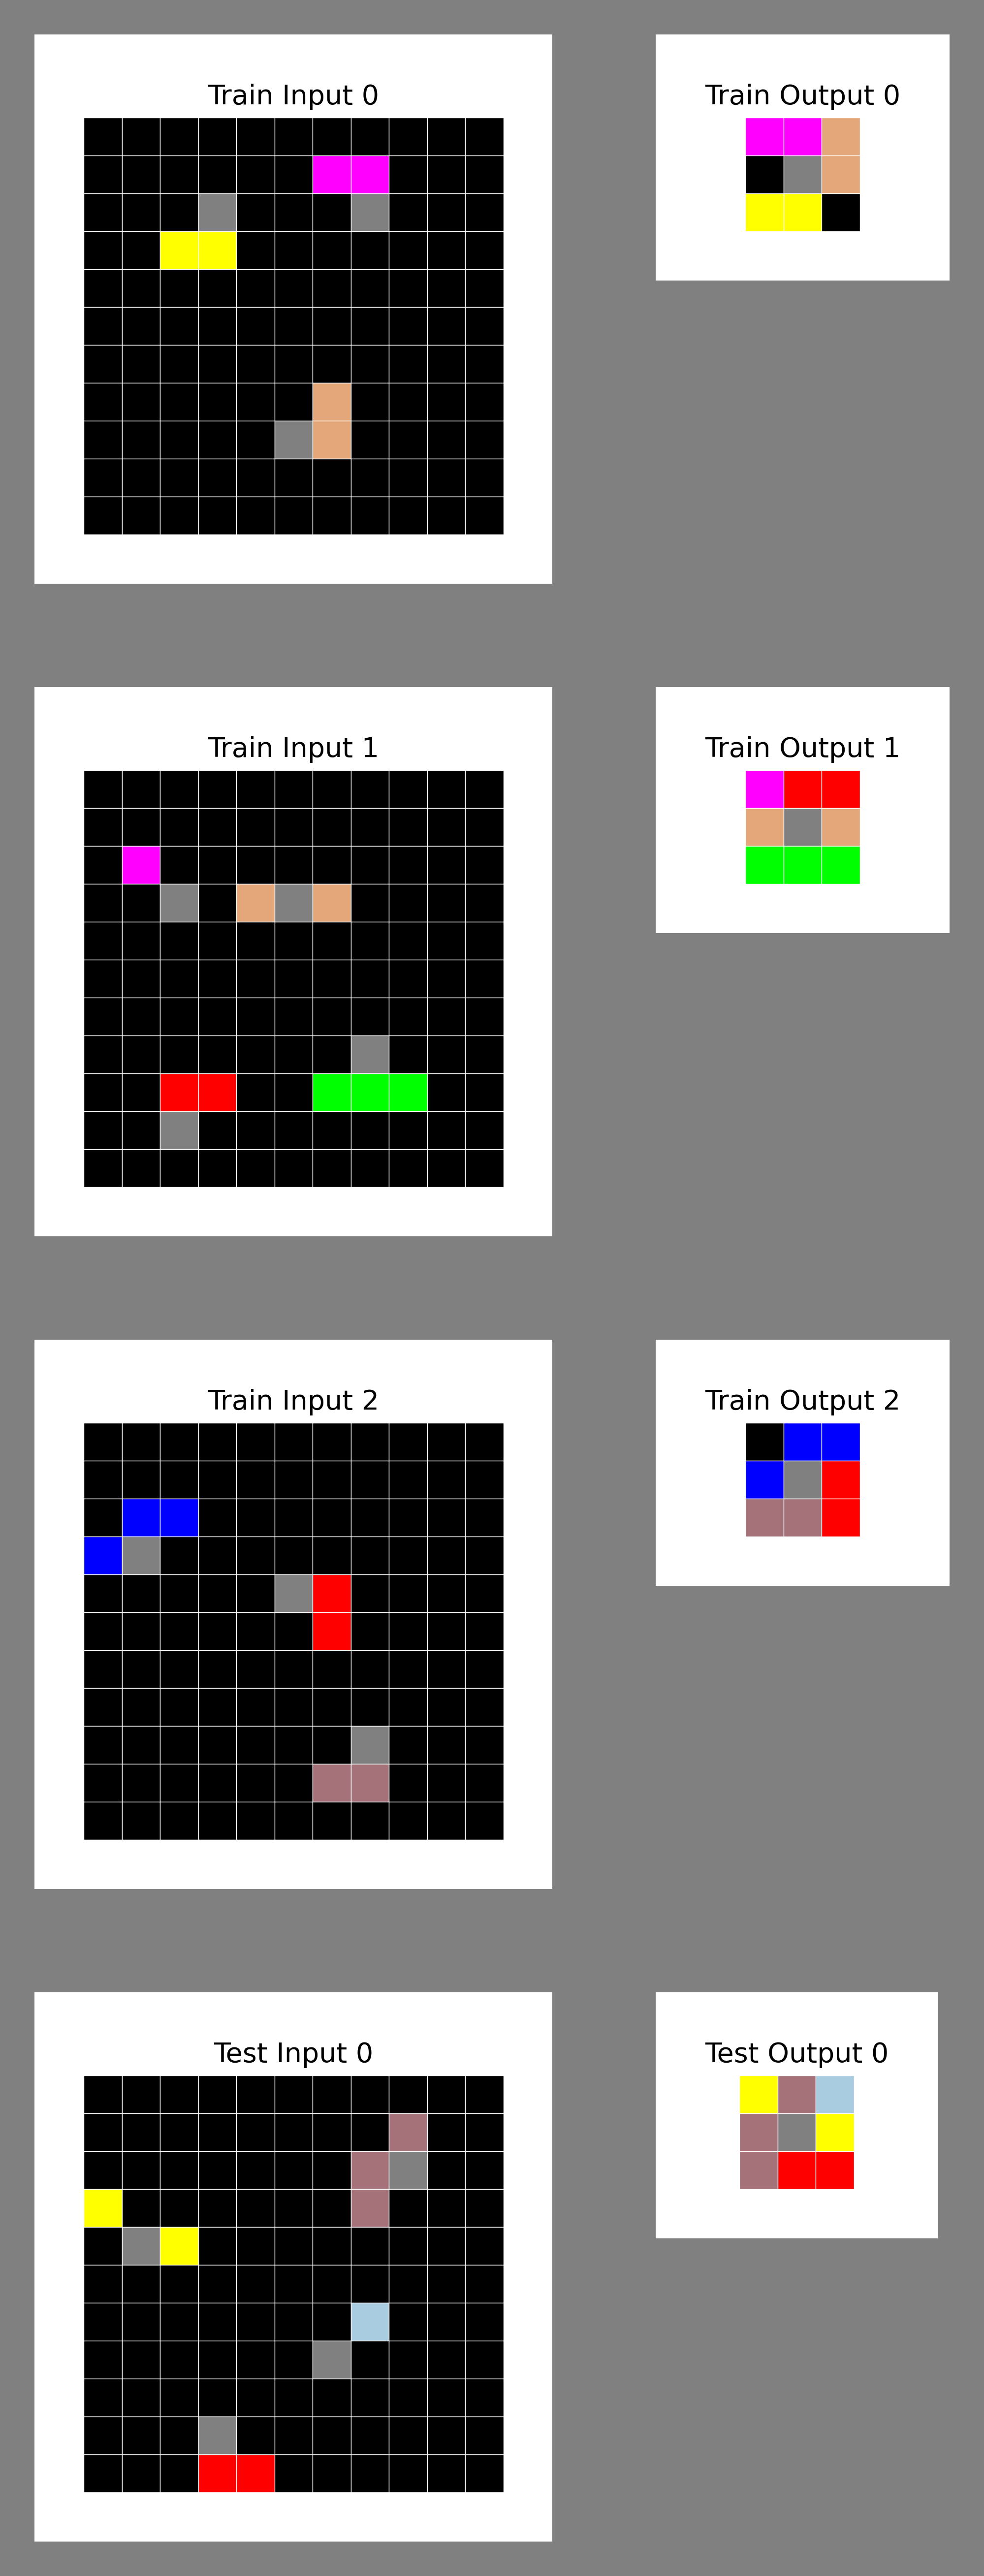 Train Input 0
Train Output 0
Train Input 1
Train Output 1
Train Input 2
Train Output 2
Test Input 0
Test Output 0